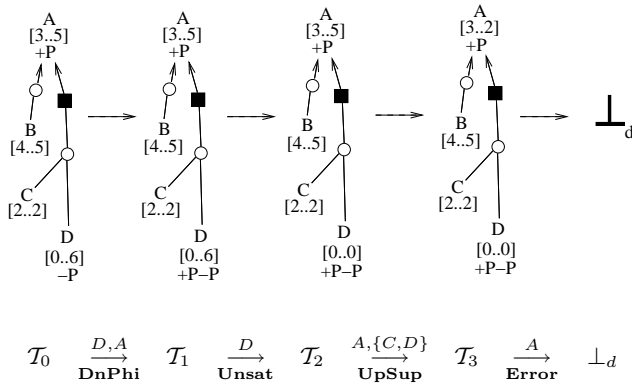 A A A A
[3..5] [3..5] [3..5] [3..2]
+P +P +P +P
B B B B
[4..5] [4..5] [4..5] [4..5]
⊥d
C C C C
[2..2] [2..2] [2..2] [2..2]
D D D D
[0..6] [0..6] [0..0] [0..0]
−P +P−P +P−P +P−P
D,A D A,{C,D} A
𝒯0 ⟶ 𝒯1 ⟶ 𝒯2 ⟶ 𝒯3 ⟶ ⊥d
DnPhi Unsat UpSup Error